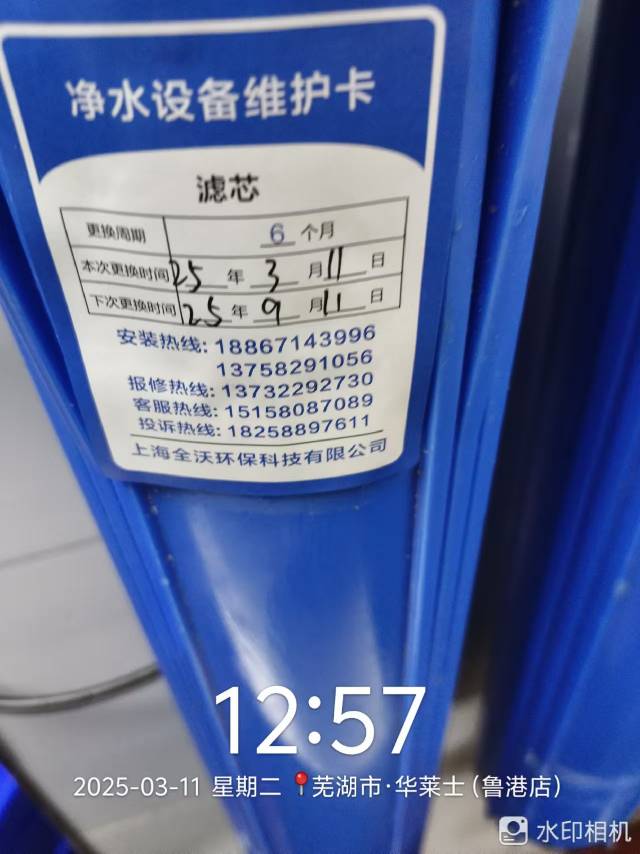 净水设备维护卡
滤芯
更换周期 6 个月
本次更换时间 25 年 3 月 11 日
下次更换时间 25 年 9 月 11 日
安装热线: 18867143996
13758291056
报修热线: 13732292730
客服热线: 15158087089
投诉热线: 18258897611
上海全沃环保科技有限公司
12:57
2025-03-11 星期二 📍芜湖市·华莱士（鲁港店）
水印相机